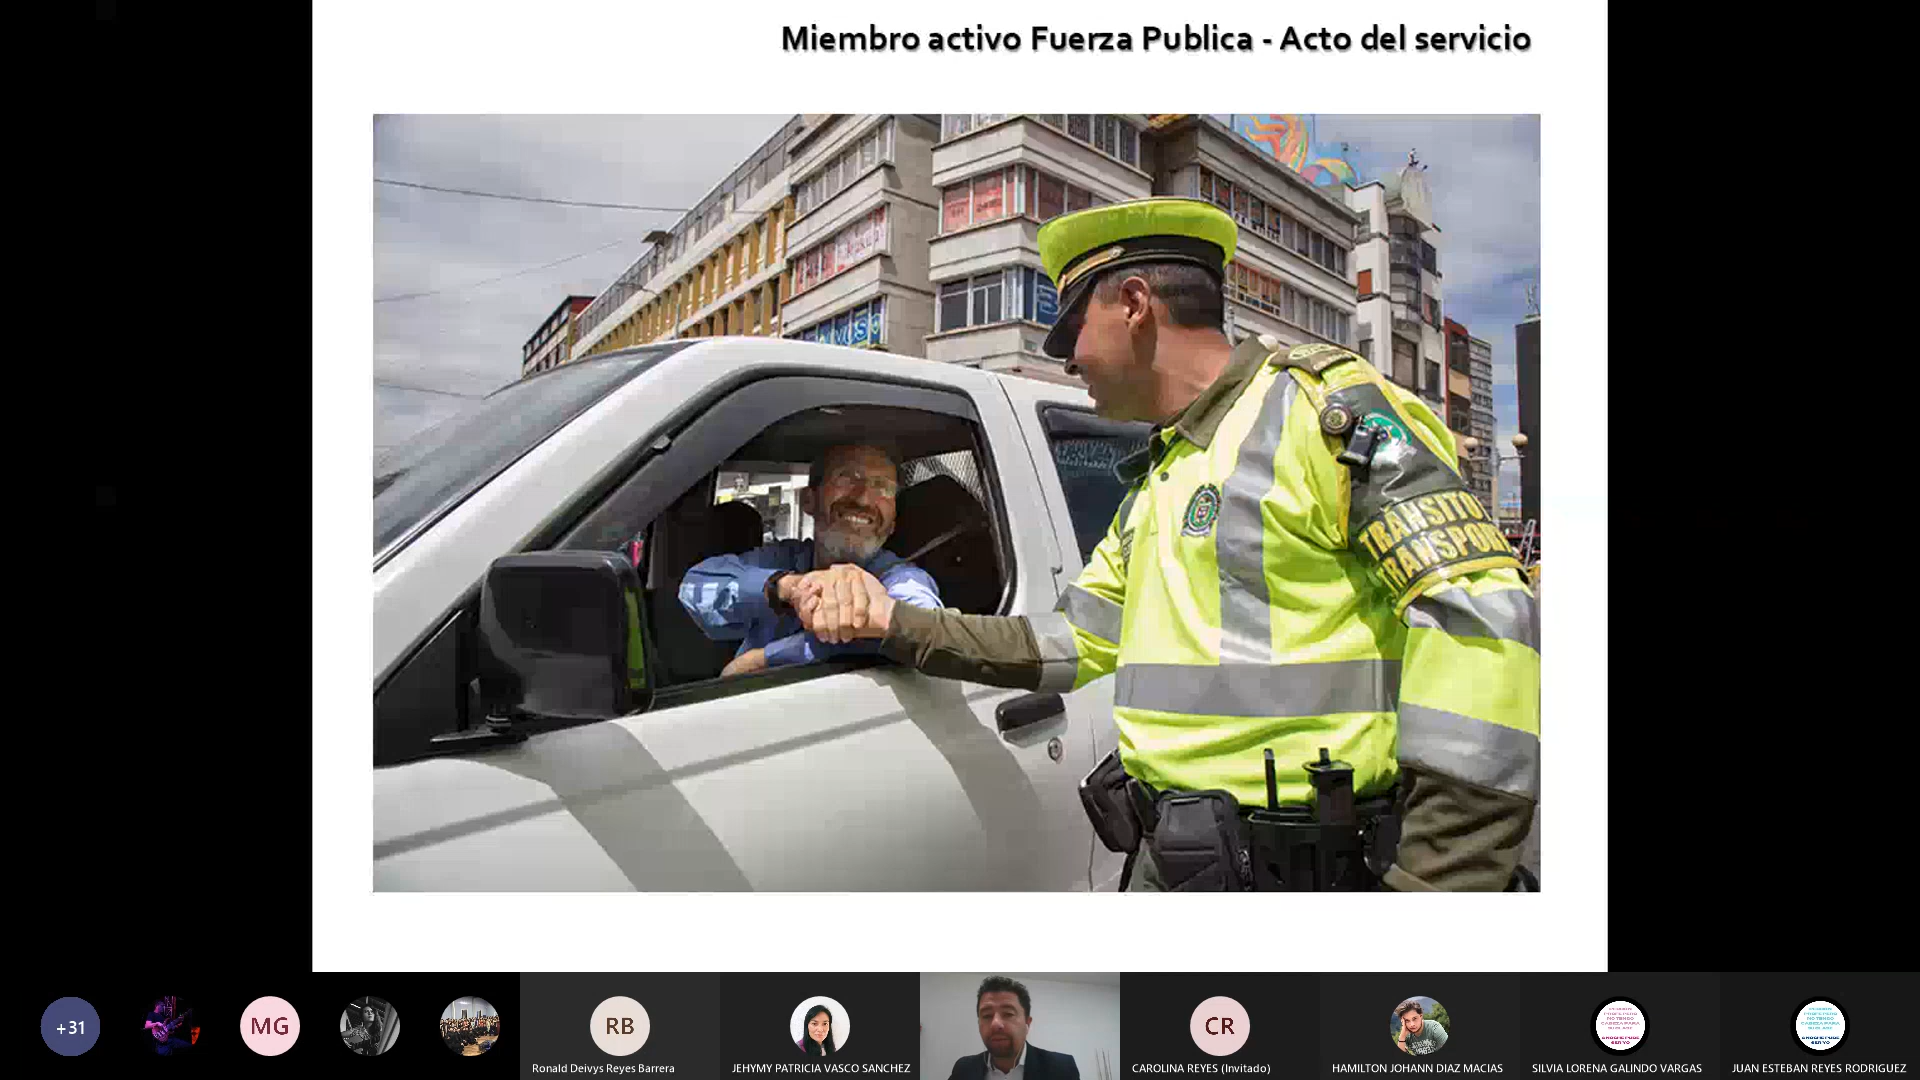 Miembro activo Fuerza Publica - Acto del servicio
TRANSITO
TRANSPOR
+31
MG
RB
Ronald Deivys Reyes Barrera
JEHYMY PATRICIA VASCO SANCHEZ
CR
CAROLINA REYES (Invitado)
HAMILTON JOHANN DIAZ MACIAS
SILVIA LORENA GALINDO VARGAS
JUAN ESTEBAN REYES RODRIGUEZ